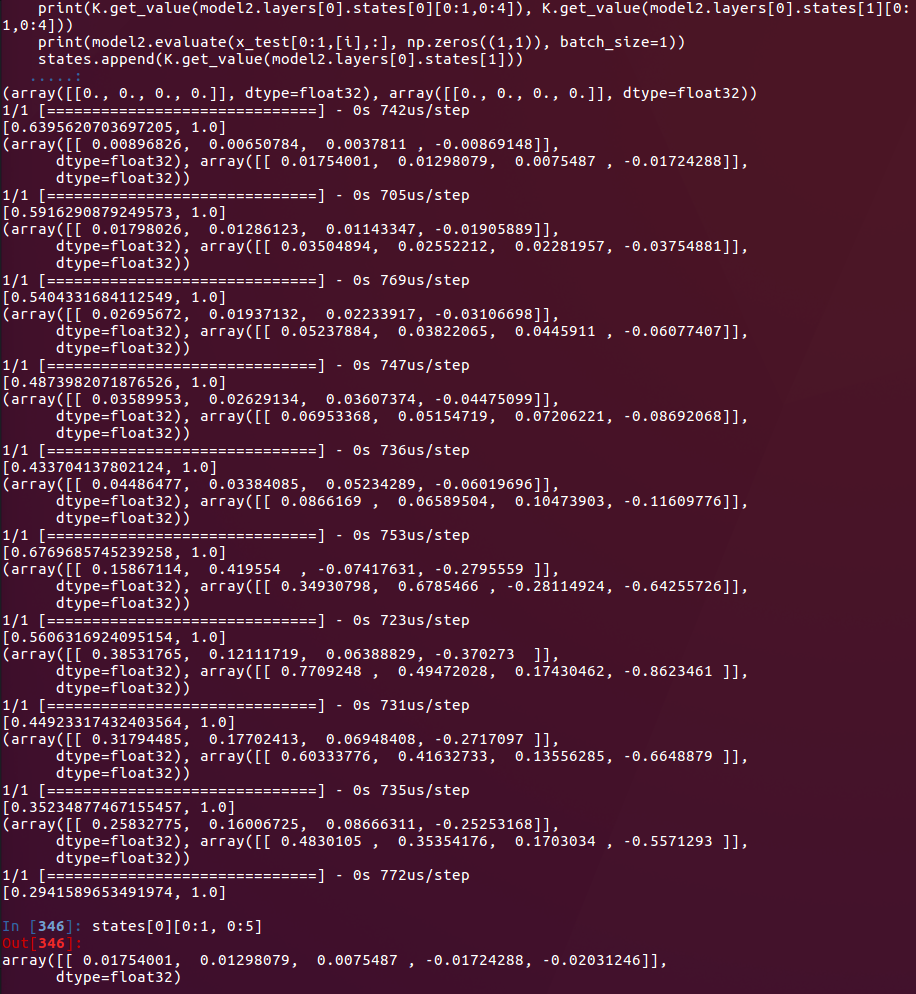 print(K.get_value(model2.layers[0].states[0][0:1,0:4]), K.get_value(model2.layers[0].states[1][0:
1,0:4]))
    print(model2.evaluate(x_test[0:1,[i],:], np.zeros((1,1)), batch_size=1))
    states.append(K.get_value(model2.layers[0].states[1]))
   .....:
(array([[0., 0., 0., 0.]], dtype=float32), array([[0., 0., 0., 0.]], dtype=float32))
1/1 [==============================] - 0s 742us/step
[0.6395620703697205, 1.0]
(array([[ 0.00896826,  0.00650784,  0.0037811 , -0.00869148]],
      dtype=float32), array([[ 0.01754001,  0.01298079,  0.0075487 , -0.01724288]],
      dtype=float32))
1/1 [==============================] - 0s 705us/step
[0.5916290879249573, 1.0]
(array([[ 0.01798026,  0.01286123,  0.01143347, -0.01905889]],
      dtype=float32), array([[ 0.03504894,  0.02552212,  0.02281957, -0.03754881]],
      dtype=float32))
1/1 [==============================] - 0s 769us/step
[0.5404331684112549, 1.0]
(array([[ 0.02695672,  0.01937132,  0.02233917, -0.03106698]],
      dtype=float32), array([[ 0.05237884,  0.03822065,  0.0445911 , -0.06077407]],
      dtype=float32))
1/1 [==============================] - 0s 747us/step
[0.4873982071876526, 1.0]
(array([[ 0.03589953,  0.02629134,  0.03607374, -0.04475099]],
      dtype=float32), array([[ 0.06953368,  0.05154719,  0.07206221, -0.08692068]],
      dtype=float32))
1/1 [==============================] - 0s 736us/step
[0.433704137802124, 1.0]
(array([[ 0.04486477,  0.03384085,  0.05234289, -0.06019696]],
      dtype=float32), array([[ 0.0866169 ,  0.06589504,  0.10473903, -0.11609776]],
      dtype=float32))
1/1 [==============================] - 0s 753us/step
[0.6769685745239258, 1.0]
(array([[ 0.15867114,  0.419554  , -0.07417631, -0.2795559 ]],
      dtype=float32), array([[ 0.34930798,  0.6785466 , -0.28114924, -0.64255726]],
      dtype=float32))
1/1 [==============================] - 0s 723us/step
[0.5606316924095154, 1.0]
(array([[ 0.38531765,  0.12111719,  0.06388829, -0.370273  ]],
      dtype=float32), array([[ 0.7709248 ,  0.49472028,  0.17430462, -0.8623461 ]],
      dtype=float32))
1/1 [==============================] - 0s 731us/step
[0.44923317432403564, 1.0]
(array([[ 0.31794485,  0.17702413,  0.06948408, -0.2717097 ]],
      dtype=float32), array([[ 0.60333776,  0.41632733,  0.13556285, -0.6648879 ]],
      dtype=float32))
1/1 [==============================] - 0s 735us/step
[0.35234877467155457, 1.0]
(array([[ 0.25832775,  0.16006725,  0.08666311, -0.25253168]],
      dtype=float32), array([[ 0.4830105 ,  0.35354176,  0.1703034 , -0.5571293 ]],
      dtype=float32))
1/1 [==============================] - 0s 772us/step
[0.2941589653491974, 1.0]

In [346]: states[0][0:1, 0:5]
Out[346]:
array([[ 0.01754001,  0.01298079,  0.0075487 , -0.01724288, -0.02031246]],
      dtype=float32)